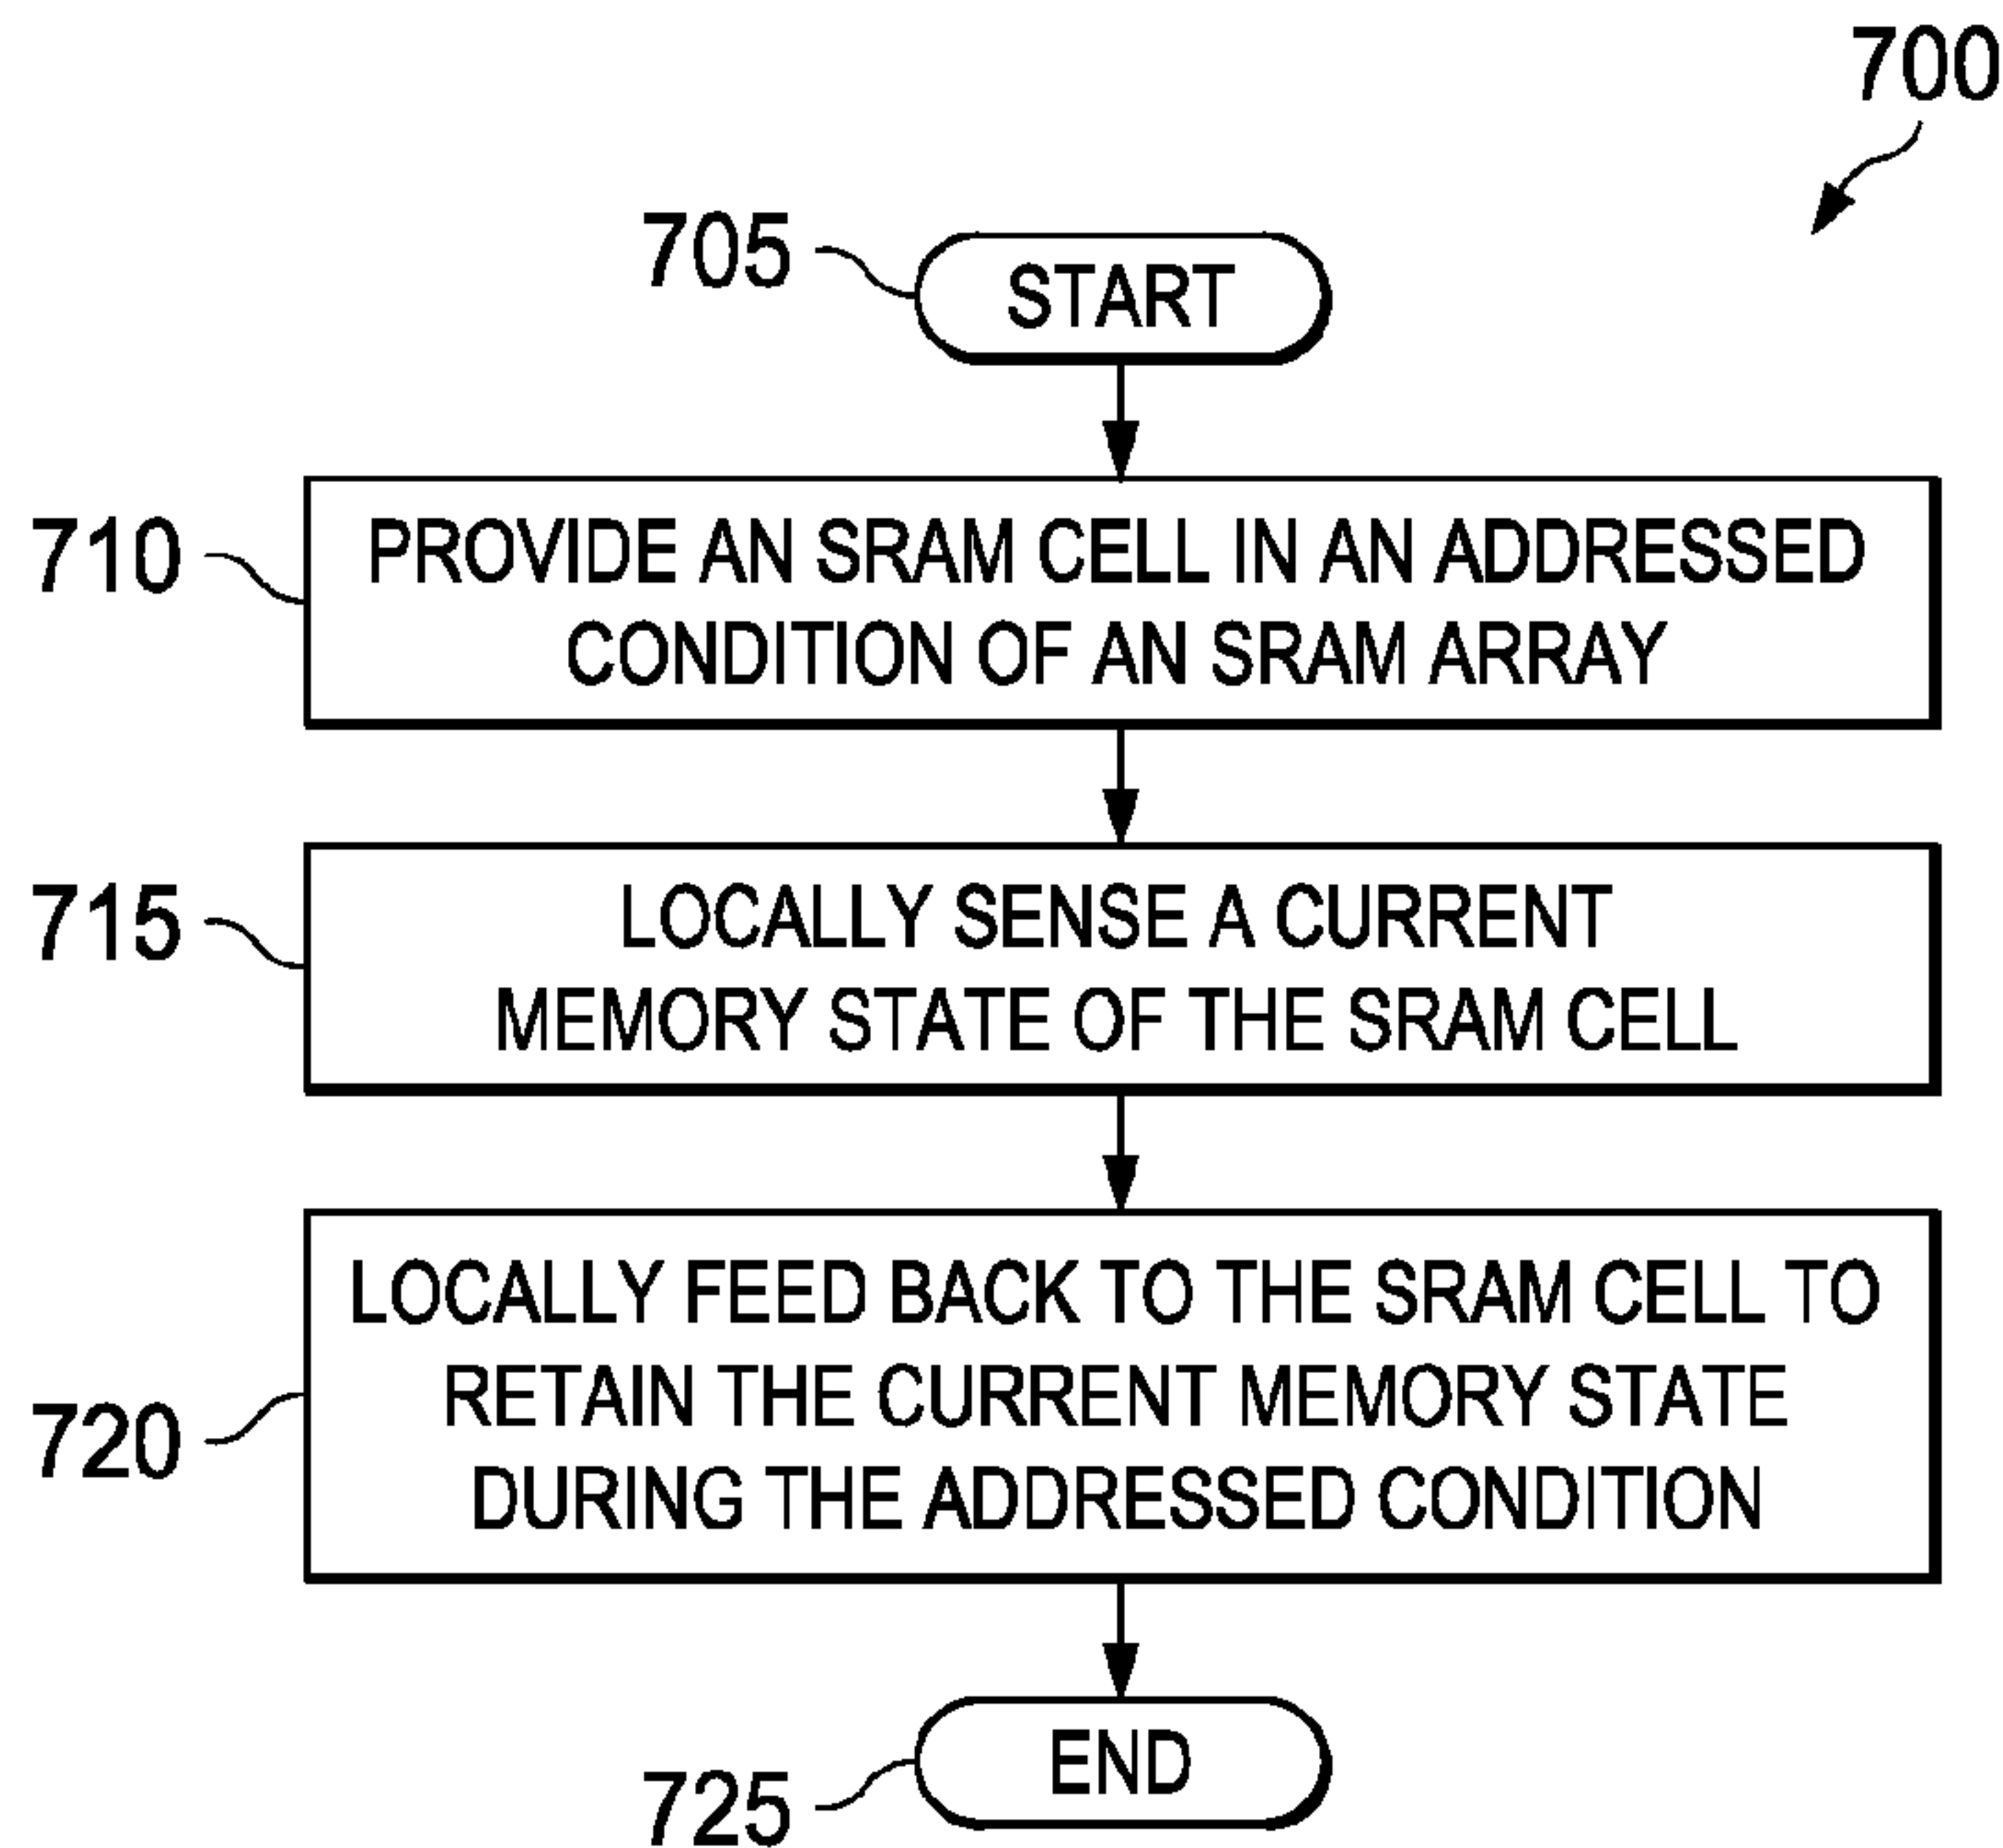 700
705
START
710
PROVIDE AN SRAM CELL IN AN ADDRESSED
CONDITION OF AN SRAM ARRAY
715
LOCALLY SENSE A CURRENT
MEMORY STATE OF THE SRAM CELL
720
LOCALLY FEED BACK TO THE SRAM CELL TO
RETAIN THE CURRENT MEMORY STATE
DURING THE ADDRESSED CONDITION
725
END